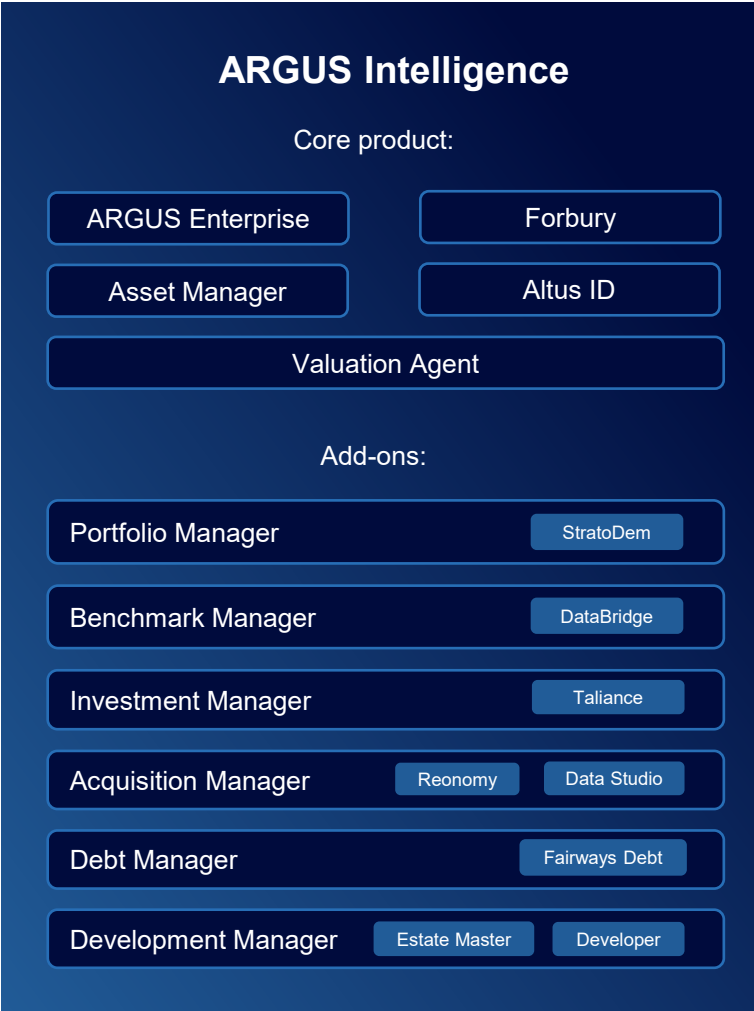 ARGUS Intelligence
Core product:
ARGUS Enterprise
Forbury
Asset Manager
Altus ID
Valuation Agent
Add-ons:
Portfolio Manager
StratoDem
Benchmark Manager
DataBridge
Investment Manager
Taliance
Acquisition Manager
Reonomy
Data Studio
Debt Manager
Fairways Debt
Development Manager
Estate Master
Developer